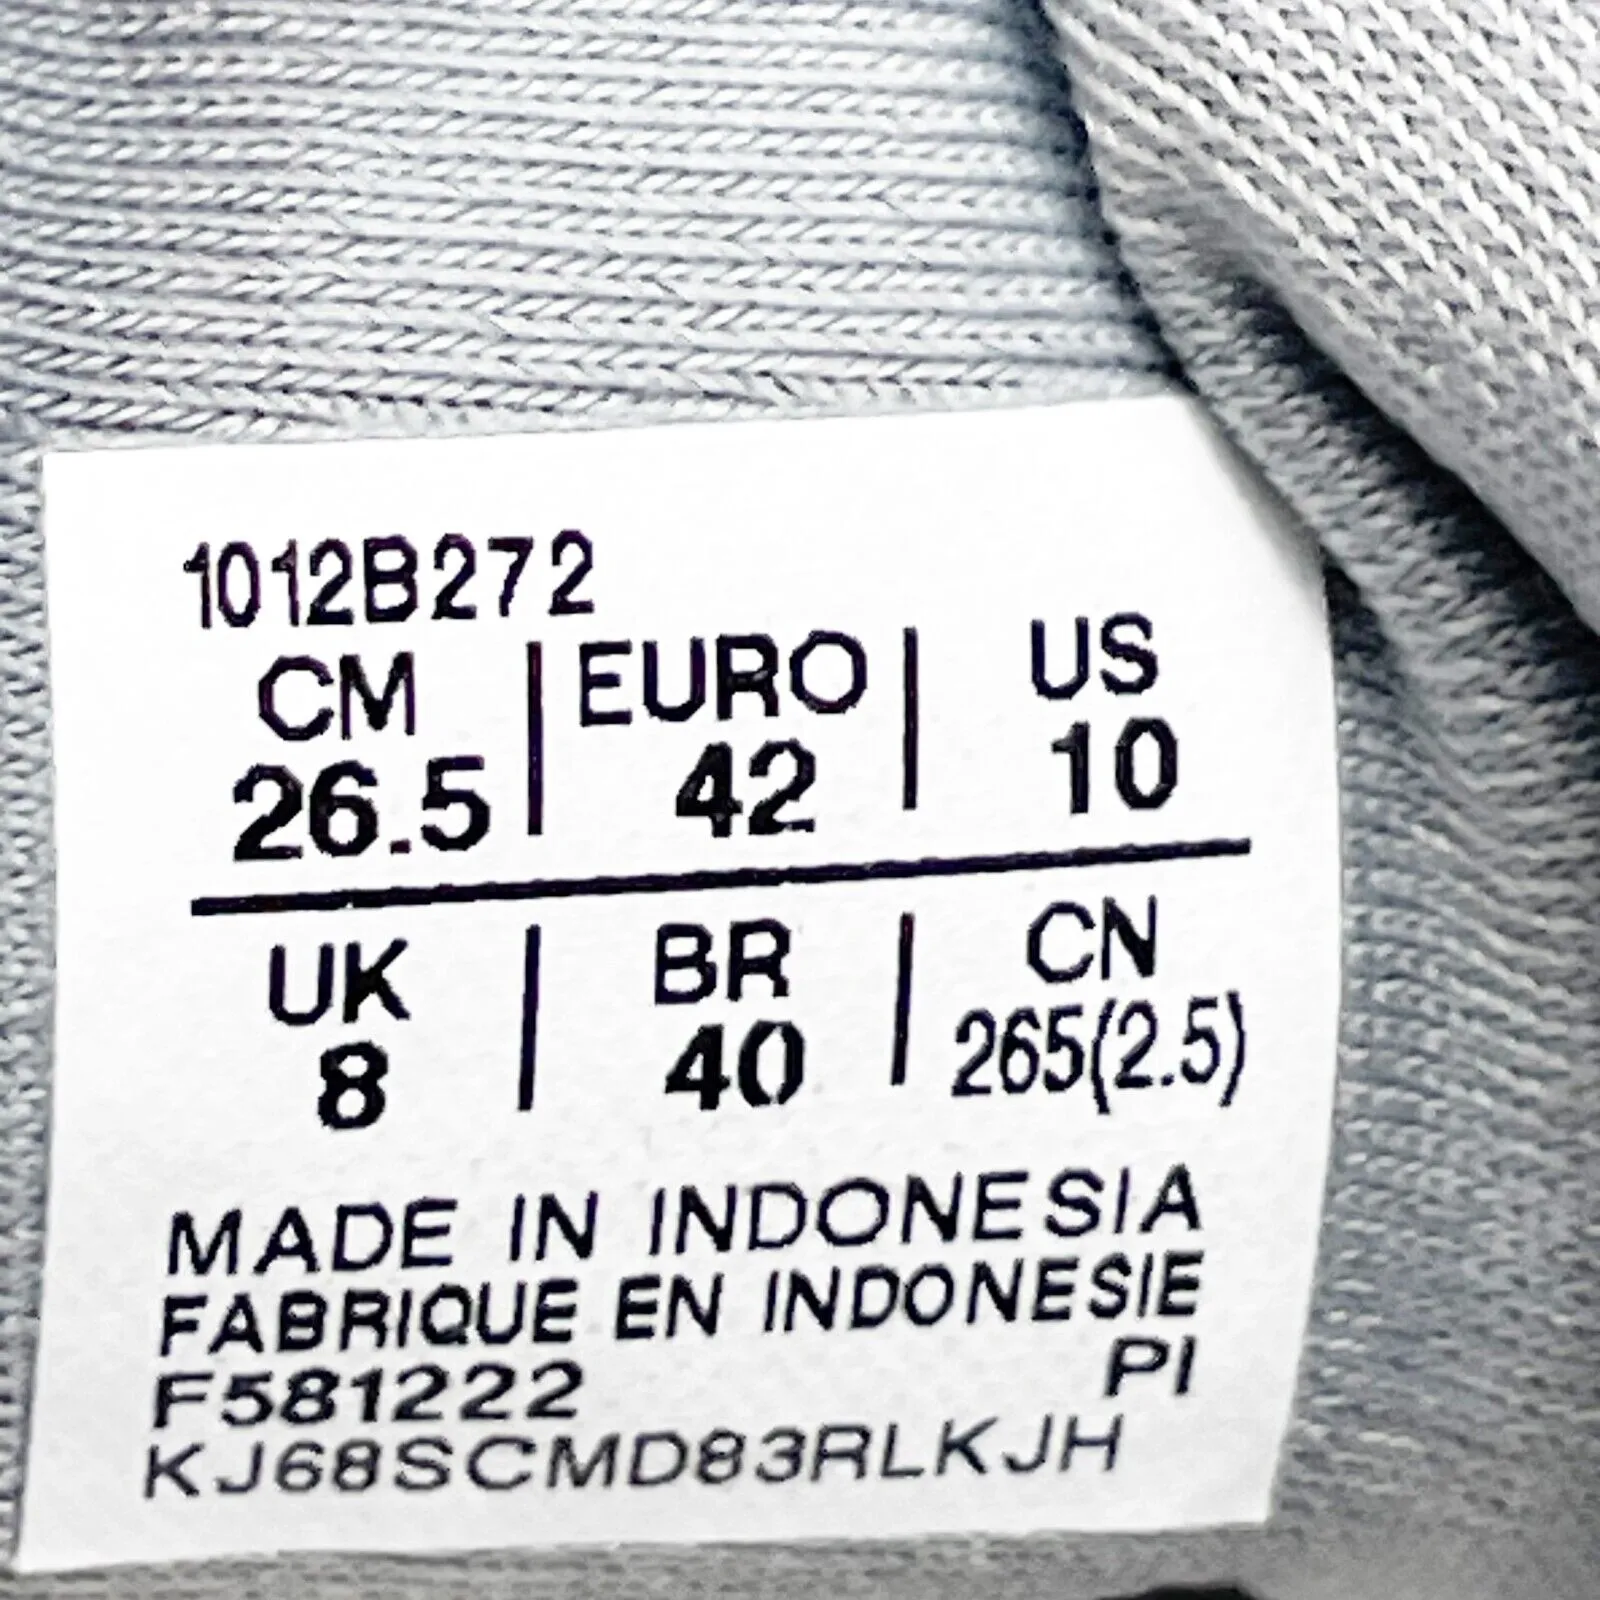 1012B272
CM | EURO | US
26.5 | 42 | 10
UK | BR | CN
8 | 40 | 265(2.5)
MADE IN INDONESIA
FABRIQUE EN INDONESIE
F581222 PI
KJ68SCMD83RLKJH